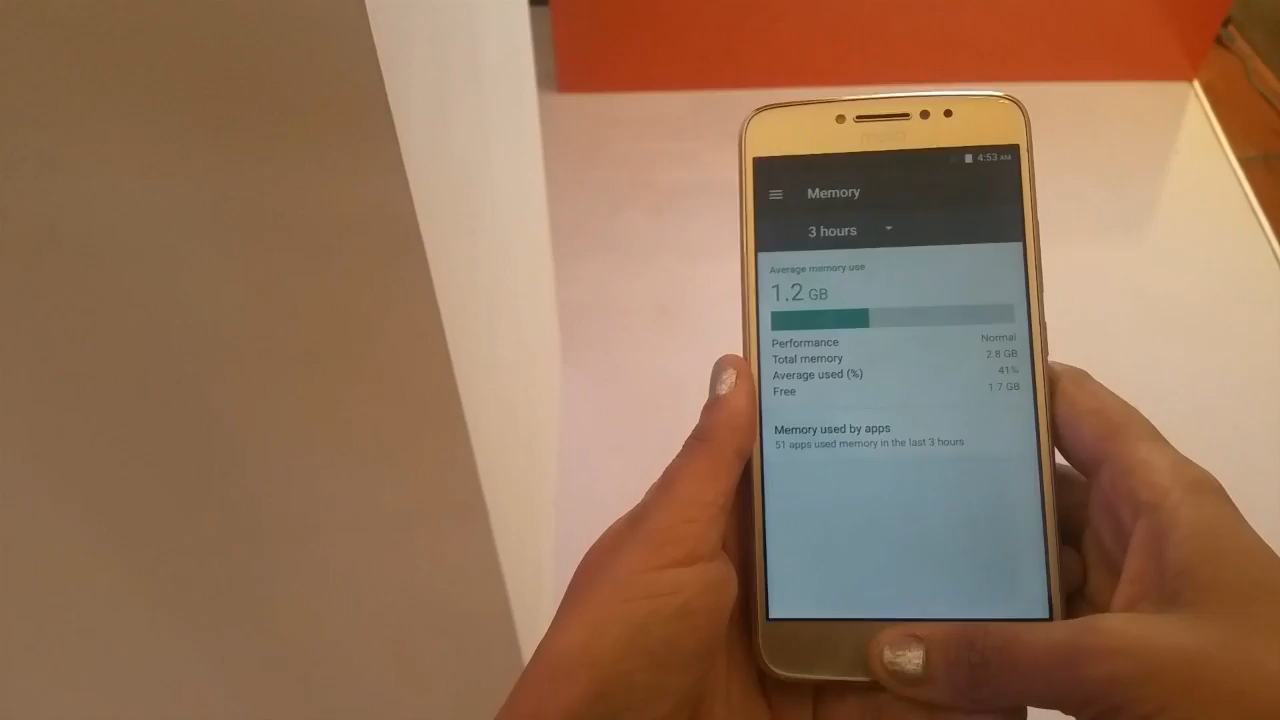 moto
4:53 AM
Memory
3 hours
Average memory use
1.2 GB
Performance Normal
Total memory 2.8 GB
Average used (%) 41%
Free 1.7 GB
Memory used by apps
51 apps used memory in the last 3 hours